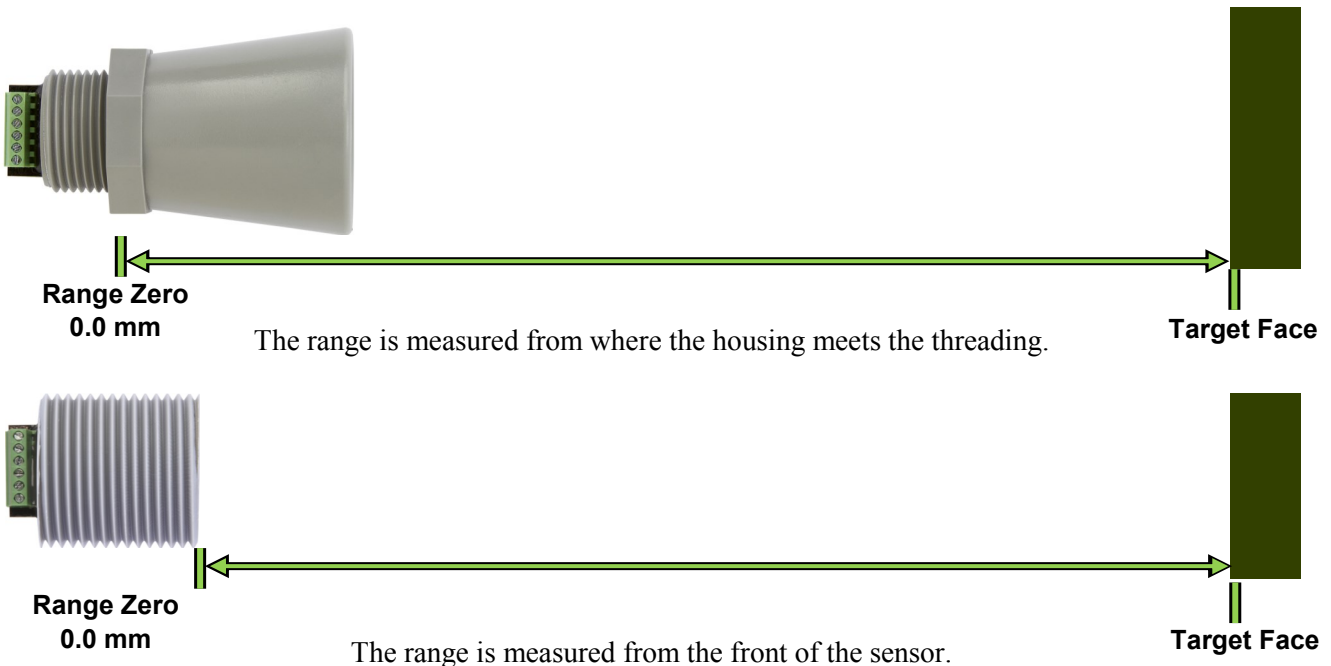 Range Zero
0.0 mm
The range is measured from where the housing meets the threading.
Target Face
Range Zero
0.0 mm
The range is measured from the front of the sensor.
Target Face